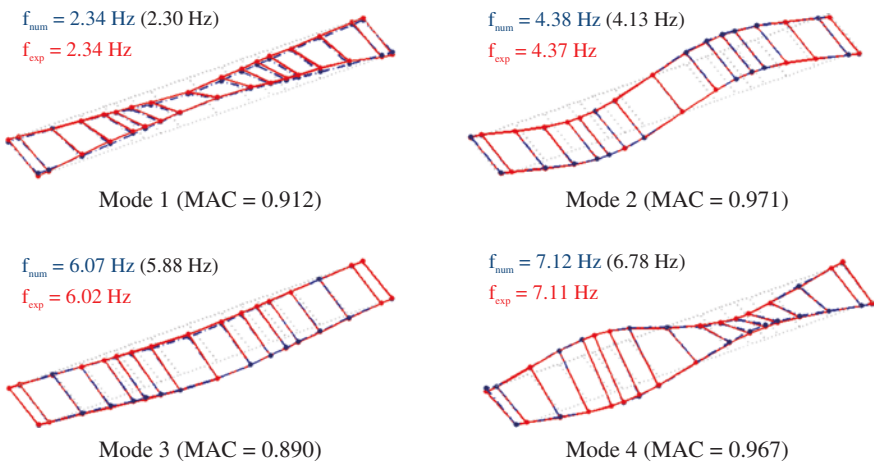 f_num = 2.34 Hz (2.30 Hz)
f_exp = 2.34 Hz
Mode 1 (MAC = 0.912)
f_num = 4.38 Hz (4.13 Hz)
f_exp = 4.37 Hz
Mode 2 (MAC = 0.971)
f_num = 6.07 Hz (5.88 Hz)
f_exp = 6.02 Hz
Mode 3 (MAC = 0.890)
f_num = 7.12 Hz (6.78 Hz)
f_exp = 7.11 Hz
Mode 4 (MAC = 0.967)